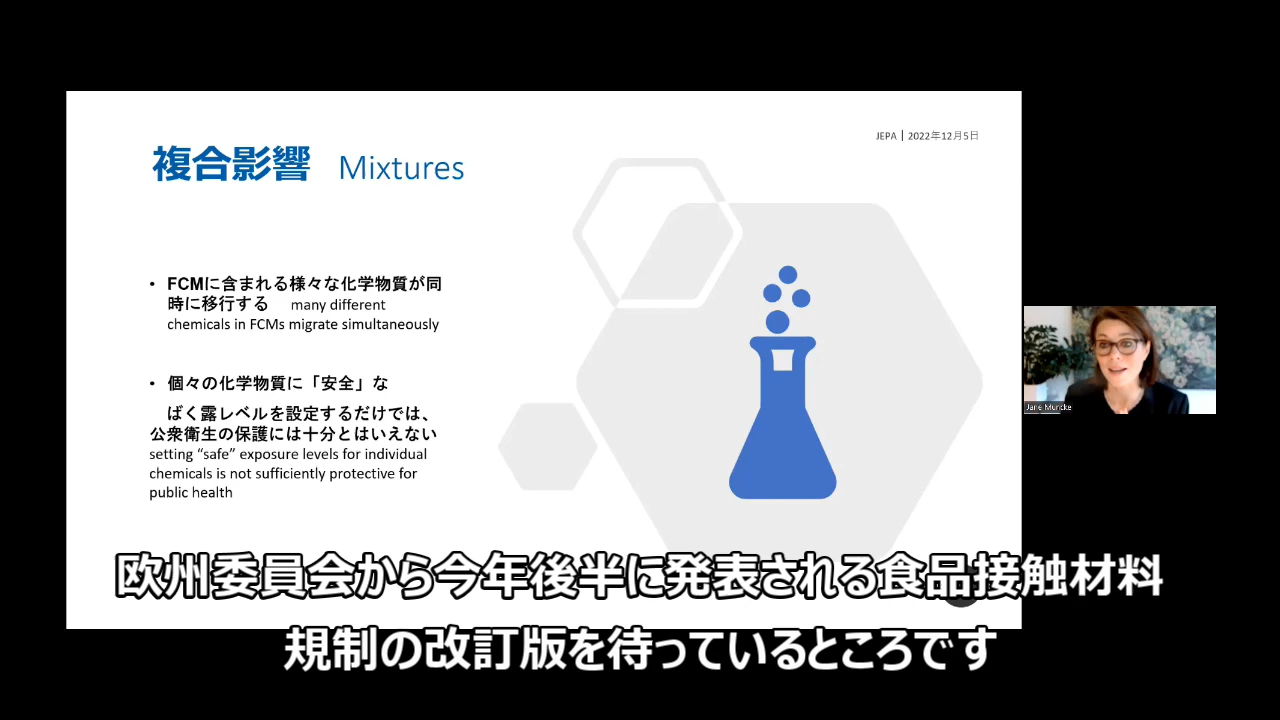 JEPA | 2022年12月5日
複合影響 Mixtures
• FCMに含まれる様々な化学物質が同
時に移行する many different
chemicals in FCMs migrate simultaneously
• 個々の化学物質に「安全」な
ばく露レベルを設定するだけでは、
公衆衛生の保護には十分とはいえない
setting “safe” exposure levels for individual
chemicals is not sufficiently protective for
public health
Jane Muncke
欧州委員会から今年後半に発表される食品接触材料
規制の改訂版を待っているところです